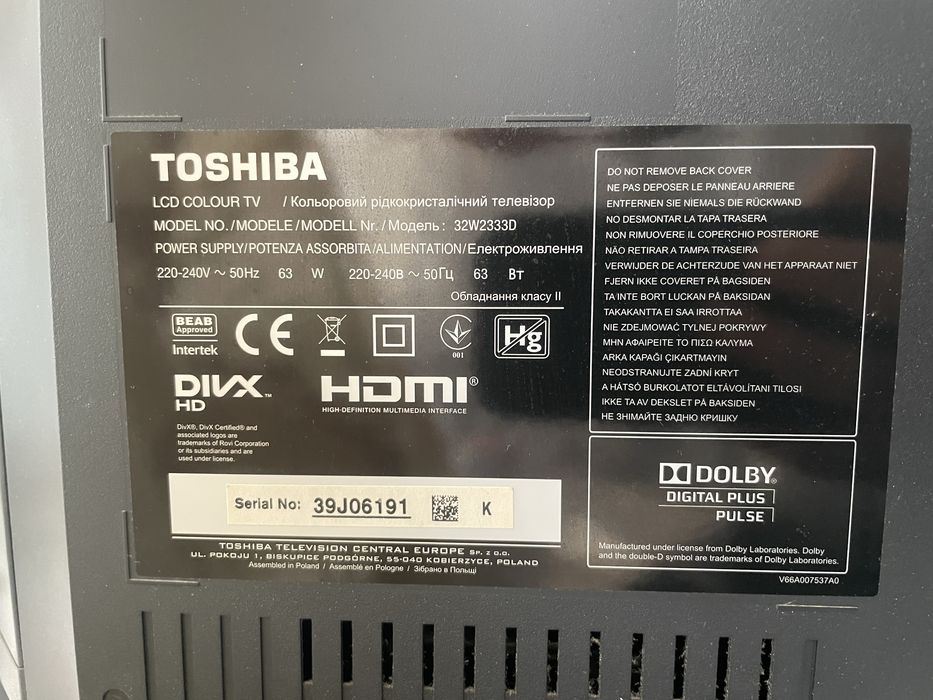 TOSHIBA
LCD COLOUR TV / Кольоровий рідкокристалічний телевізор
MODEL NO./MODELE/MODELL Nr./Модель: 32W2333D
POWER SUPPLY/POTENZA ASSORBITA/ALIMENTATION/Електроживлення
220-240V ~ 50Hz 63 W 220-240В ~ 50Гц 63 Вт
Обладнання класу II
BEAB
Approved
Intertek
CE
001
Hg
DIVX™
HD
HDMI®
HIGH-DEFINITION MULTIMEDIA INTERFACE
DivX®, DivX Certified® and
associated logos are
trademarks of Rovi Corporation
or its subsidiaries and are
used under license.
Serial No: 39J06191 K
TOSHIBA TELEVISION CENTRAL EUROPE Sp. z o.o.
UL. POKOJU 1, BISKUPICE PODGÓRNE, 55-040 KOBIERZYCE, POLAND
Assembled in Poland / Assemblé en Pologne / Зібрано в Польщі
DO NOT REMOVE BACK COVER
NE PAS DEPOSER LE PANNEAU ARRIERE
ENTFERNEN SIE NIEMALS DIE RÜCKWAND
NO DESMONTAR LA TAPA TRASERA
NON RIMUOVERE IL COPERCHIO POSTERIORE
NÃO RETIRAR A TAMPA TRASEIRA
VERWIJDER DE ACHTERZUDE VAN HET APPARAAT NIET
FJERN IKKE COVERET PÅ BAGSIDEN
TA INTE BORT LUCKAN PÅ BAKSIDAN
TAKAKANTTA EI SAA IRROTTAA
NIE ZDEJMOWAĆ TYLNEJ POKRYWY
ΜΗΝ ΑΦΑΙΡΕΙΤΕ ΤΟ ΠΙΣΩ ΚΑΛΥΜΑ
ARKA KAPAĞI ÇIKARTMAYIN
NEODSTRANUJTE ZADNÍ KRYT
A HÁTSÓ BURKOLATOT ELTÁVOLÍTANI TILOSI
IKKE TA AV DEKSLET PÅ BAKSIDEN
НЕ ЗНІМАЙТЕ ЗАДНЮ КРИШКУ
DOLBY®
DIGITAL PLUS
PULSE
Manufactured under license from Dolby Laboratories. Dolby
and the double-D symbol are trademarks of Dolby Laboratories.
V66A007537A0